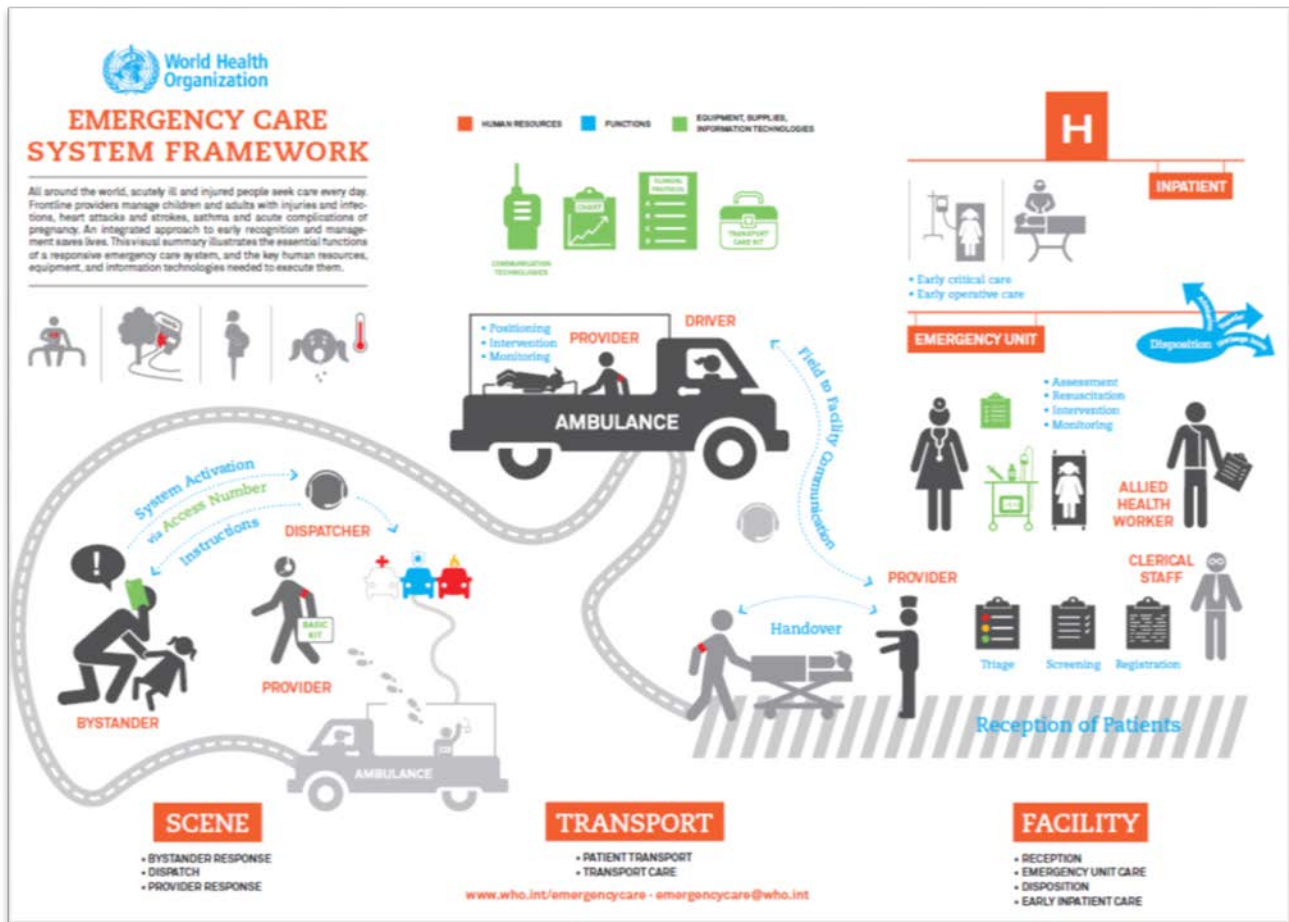 World Health
Organization
EMERGENCY CARE
SYSTEM FRAMEWORK
All around the world, acutely ill and injured people seek care every day.
Frontline providers manage children and adults with injuries and infec-
tions, heart attacks and strokes, asthma and acute complications of
pregnancy. An integrated approach to early recognition and manage-
ment saves lives. This visual summary illustrates the essential functions
of a responsive emergency care system, and the key human resources,
equipment, and information technologies needed to execute them.
HUMAN RESOURCES
FUNCTIONS
EQUIPMENT, SUPPLIES,
INFORMATION TECHNOLOGIES
COMMUNICATION
TECHNOLOGIES
CHART
CLINICAL
PROTOCOL
TRANSPORT
CARE KIT
H
INPATIENT
• Early critical care
• Early operative care
EMERGENCY UNIT
Disposition
• Assessment
• Resuscitation
• Intervention
• Monitoring
ALLIED
HEALTH
WORKER
CLERICAL
STAFF
• Positioning
• Intervention
• Monitoring
PROVIDER
DRIVER
AMBULANCE
Field to Facility Communication
System Activation
via Access Number
Instructions
DISPATCHER
!
BYSTANDER
BASIC
KIT
PROVIDER
AMBULANCE
PROVIDER
Handover
Triage
Screening
Registration
Reception of Patients
SCENE
• BYSTANDER RESPONSE
• DISPATCH
• PROVIDER RESPONSE
TRANSPORT
• PATIENT TRANSPORT
• TRANSPORT CARE
www.who.int/emergencycare - emergencycare@who.int
FACILITY
• RECEPTION
• EMERGENCY UNIT CARE
• DISPOSITION
• EARLY INPATIENT CARE